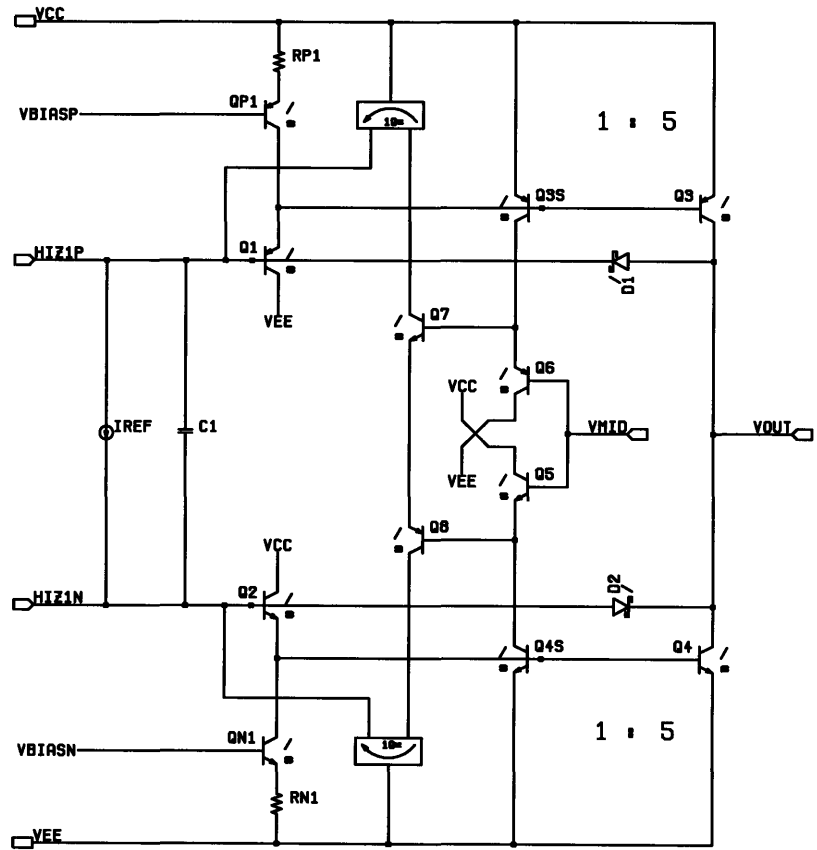 VCC
RP1
QP1
VBIASP
10m
1 : 5
Q3S
Q3
HIZ1P
Q1
D1
VEE
Q7
Q6
VCC
IREF
C1
VMID
VOUT
VEE
Q5
Q8
VCC
D2
HIZ1N
Q2
Q4S
Q4
QN1
10m
1 : 5
VBIASN
RN1
VEE